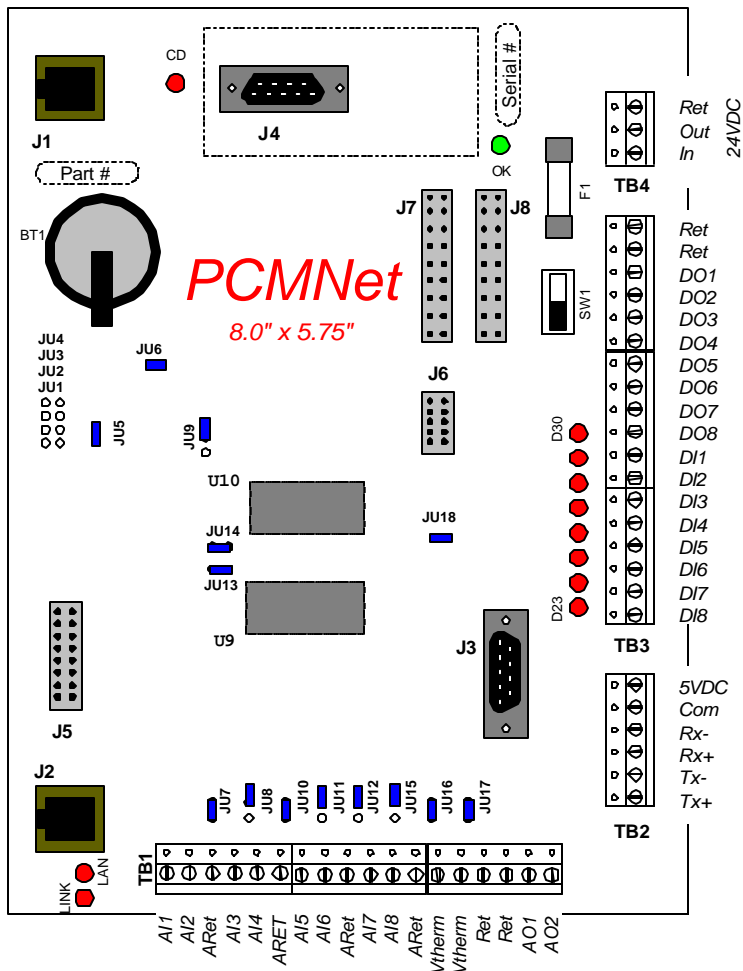 CD
J1
J4
Serial #
OK
F1
Ret
Out
In
24VDC
TB4
Part #
BT1
J7
J8
PCMNet
8.0" x 5.75"
SW1
Ret
Ret
DO1
DO2
DO3
DO4
DO5
DO6
DO7
DO8
DI1
DI2
DI3
DI4
DI5
DI6
DI7
DI8
TB3
JU4
JU3
JU2
JU1
JU6
JU5
JU9
J6
D30
D23
U10
JU14
JU13
JU18
U9
J3
J5
J2
5VDC
Com
Rx-
Rx+
Tx-
Tx+
TB2
JU7
JU8
JU10
JU11
JU12
JU15
JU16
JU17
TB1
LAN
LINK
AI1
AI2
ARet
AI3
AI4
ARET
AI5
AI6
ARet
AI7
AI8
ARet
Vtherm
Vtherm
Ret
Ret
AO1
AO2